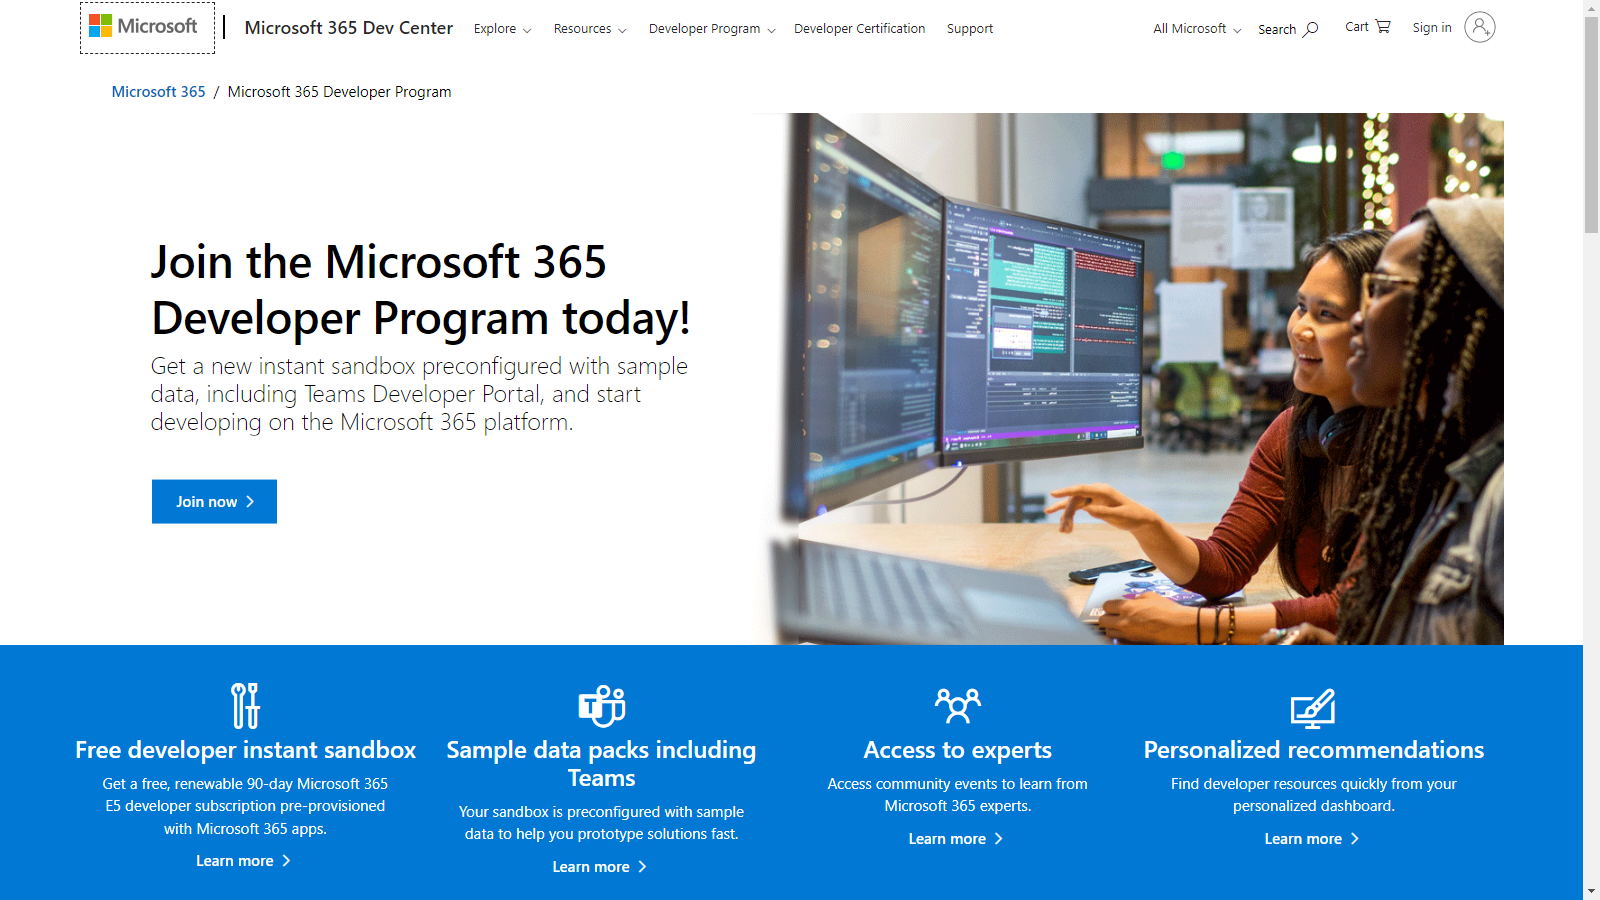 Microsoft
Microsoft 365 Dev Center
Explore
Resources
Developer Program
Developer Certification
Support
All Microsoft
Search
Cart
Sign in
Microsoft 365 / Microsoft 365 Developer Program
Join the Microsoft 365
Developer Program today!
Get a new instant sandbox preconfigured with sample
data, including Teams Developer Portal, and start
developing on the Microsoft 365 platform.
Join now
Free developer instant sandbox
Get a free, renewable 90-day Microsoft 365
E5 developer subscription pre-provisioned
with Microsoft 365 apps.
Learn more
T
Sample data packs including
Teams
Your sandbox is preconfigured with sample
data to help you prototype solutions fast.
Learn more
Access to experts
Access community events to learn from
Microsoft 365 experts.
Learn more
Personalized recommendations
Find developer resources quickly from your
personalized dashboard.
Learn more